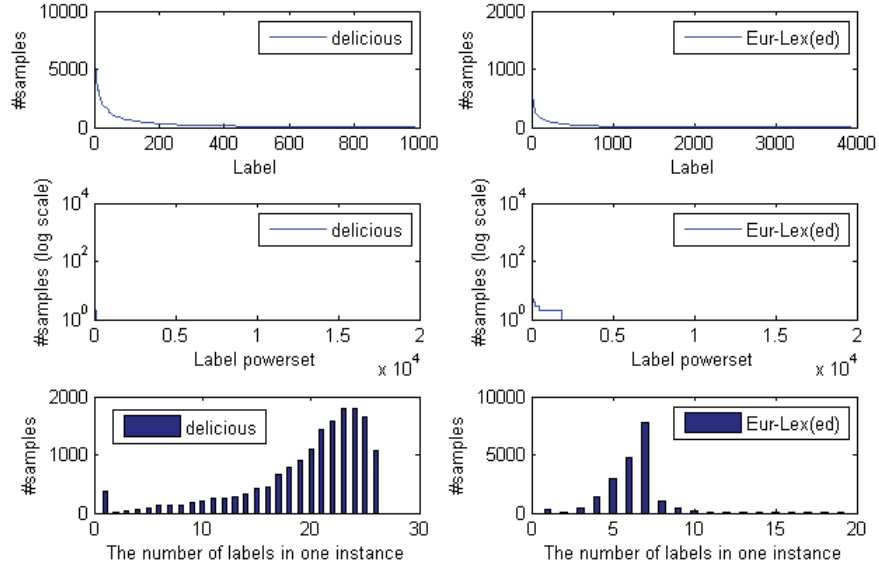 10000
5000
0
#samples
delicious
0 200 400 600 800 1000
Label
2000
1000
0
#samples
Eur-Lex(ed)
0 1000 2000 3000 4000
Label
10^4
10^2
10^0
#samples (log scale)
delicious
0 0.5 1 1.5 2
Label powerset
x 10^4
10^4
10^2
10^0
#samples (log scale)
Eur-Lex(ed)
0 0.5 1 1.5 2
Label powerset
x 10^4
2000
1000
0
#samples
delicious
0 10 20 30
The number of labels in one instance
10000
5000
0
#samples
Eur-Lex(ed)
0 5 10 15 20
The number of labels in one instance